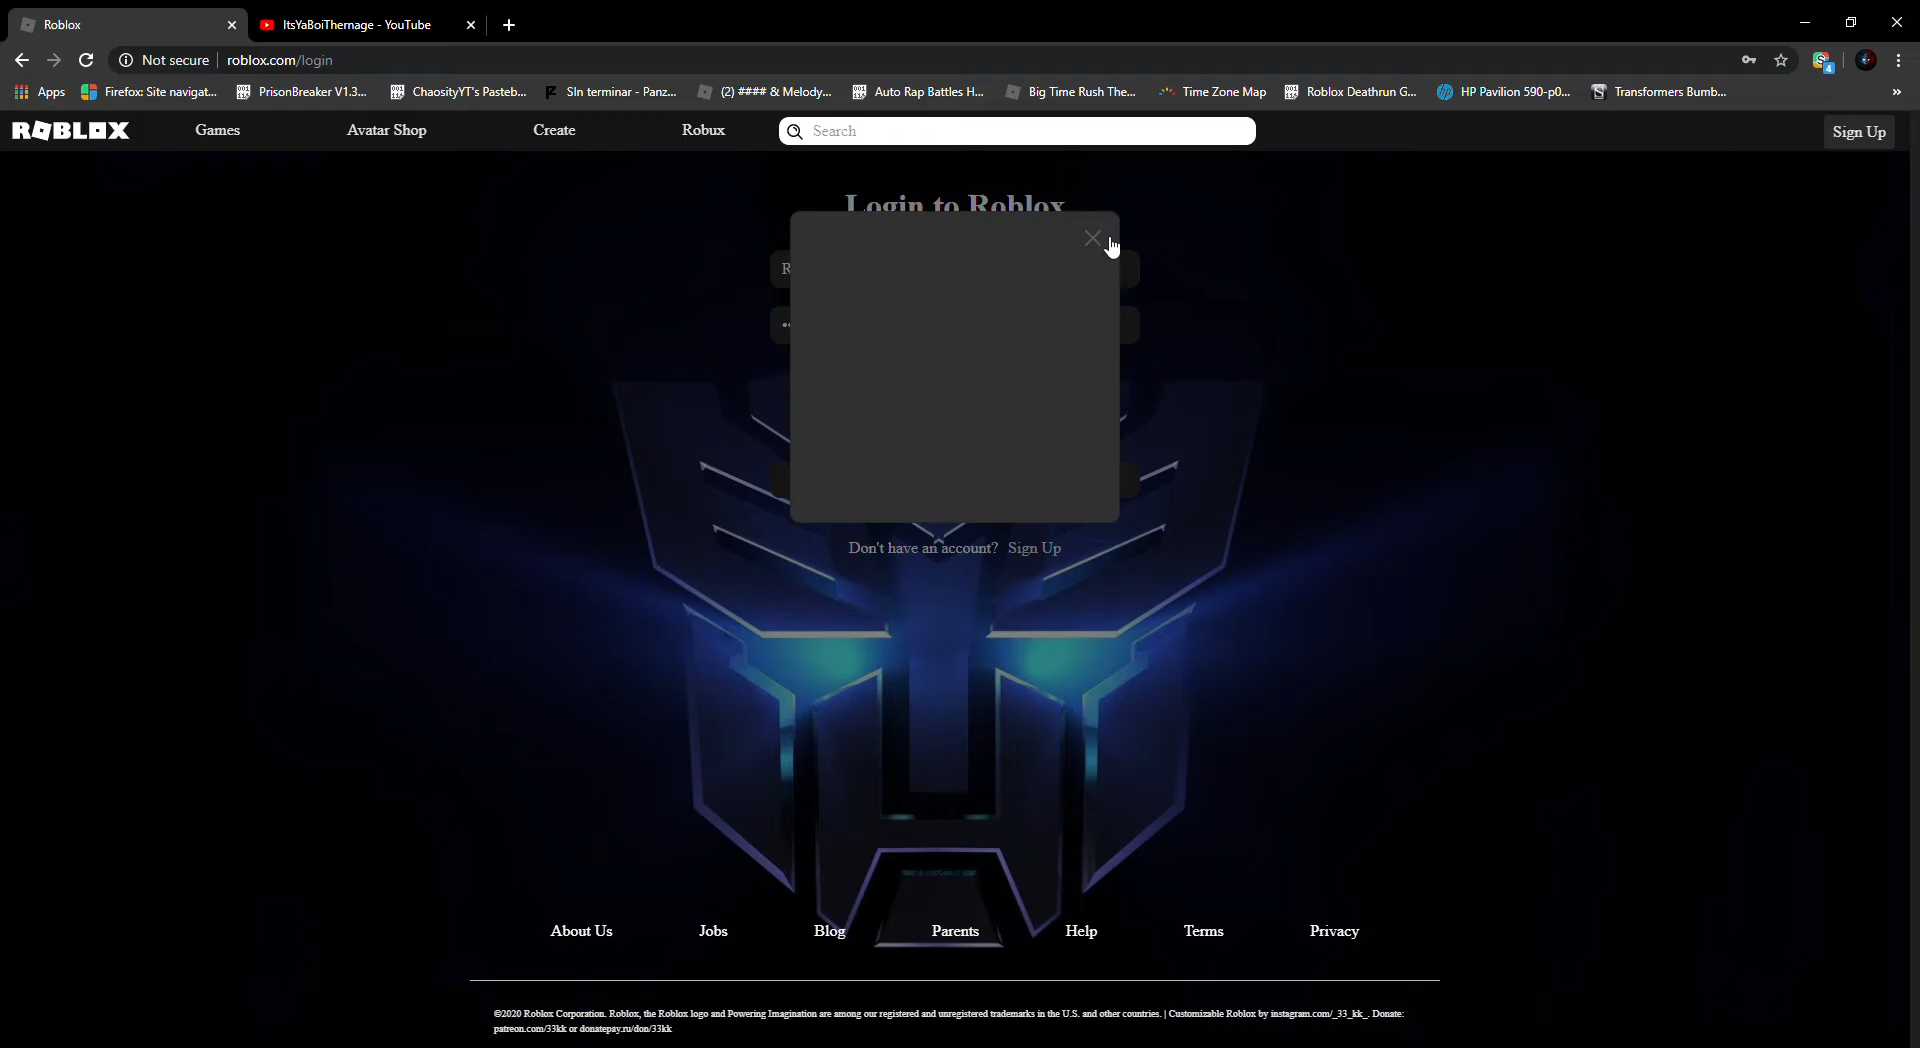 Roblox
ItsYaBoiThernage - YouTube
Not secure
roblox.com/login
4
Apps
Firefox: Site navigat...
PrisonBreaker V1.3...
ChaosityYT's Pasteb...
SIn terminar - Panz...
(2) #### & Melody...
Auto Rap Battles H...
Big Time Rush The...
Time Zone Map
Roblox Deathrun G...
HP Pavilion 590-p0...
Transformers Bumb...
»
ROBLOX
Games
Avatar Shop
Create
Robux
Search
Sign Up
Login to Roblox
R
Don't have an account? Sign Up
About Us
Jobs
Blog
Parents
Help
Terms
Privacy
©2020 Roblox Corporation. Roblox, the Roblox logo and Powering Imagination are among our registered and unregistered trademarks in the U.S. and other countries. | Customizable Roblox by instagram.com/_33_kk_. Donate:
patreon.com/33kk or donatepay.ru/don/33kk